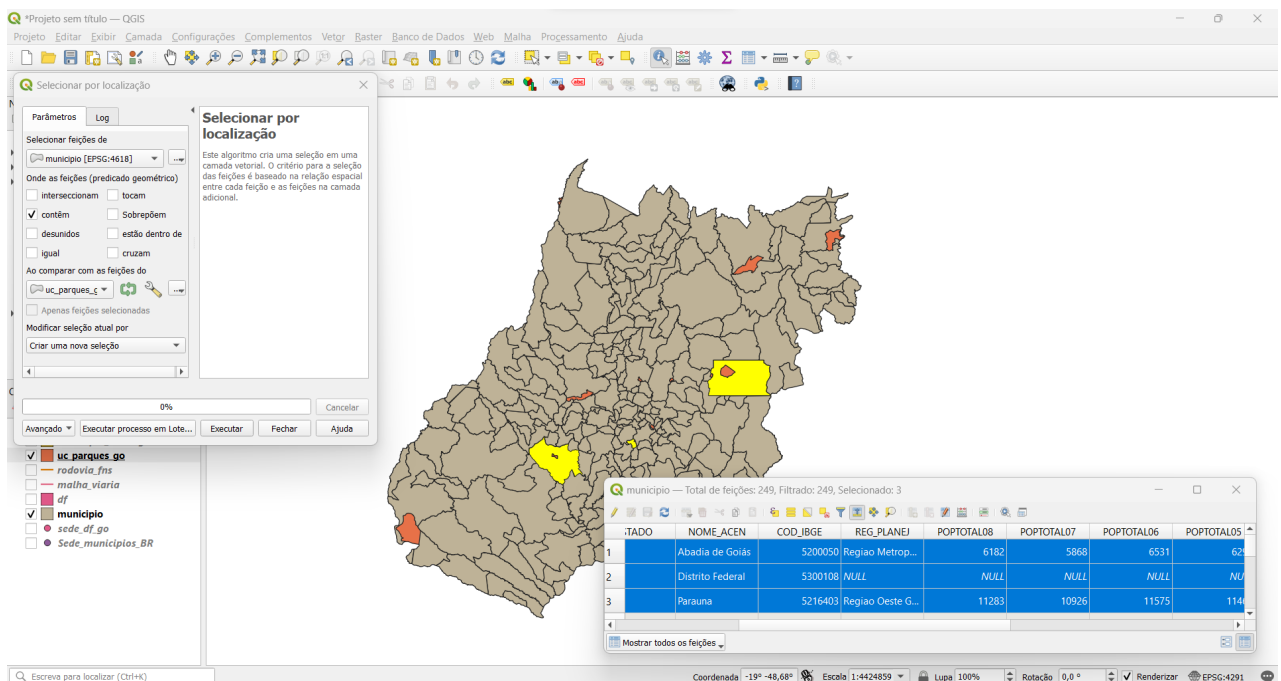 *Projeto sem título — QGIS
Projeto Editar Exibir Camada Configurações Complementos Vetor Raster Banco de Dados Web Malha Processamento Ajuda
Selecionar por localização
Parâmetros Log
Selecionar feições de
municipio [EPSG:4618]
Onde as feições (predicado geométrico)
interseccionam tocam
contêm Sobrepõem
desunidos estão dentro de
igual cruzam
Ao comparar com as feições do
uc_parques_g
Apenas feições selecionadas
Modificar seleção atual por
Criar uma nova seleção
Selecionar por
localização
Este algoritmo cria uma seleção em uma
camada vetorial. O critério para a seleção
das feições é baseado na relação espacial
entre cada feição e as feições na camada
adicional.
0% Cancelar
Avançado Executar processo em Lote... Executar Fechar Ajuda
uc_parques_go
rodovia_fns
malha_viaria
df
municipio
sede_df_go
Sede_municipios_BR
municipio — Total de feições: 249, Filtrado: 249, Selecionado: 3
TADO NOME_ACEN COD_IBGE REG_PLANEJ POPTOTAL08 POPTOTAL07 POPTOTAL06 POPTOTAL05
1 Abadia de Goiás 5200050 Regiao Metrop... 6182 5868 6531 62
2 Distrito Federal 5300108 NULL NULL NULL NULL NU
3 Parauna 5216403 Regiao Oeste G... 11283 10926 11575 114
Mostrar todos os feições
Escreva para localizar (Ctrl+K)
Coordenada -19° -48,68° Escala 1:4424859 Lupa 100% Rotação 0,0 ° Renderizar EPSG:4291